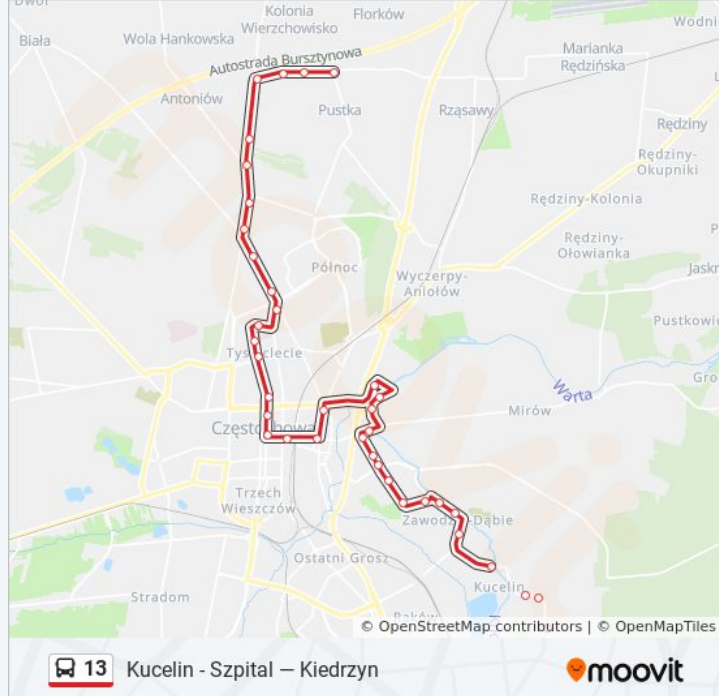 Dwór
Kolonia
Wierzchowisko
Florków
Wodni
Biała
Wola Hankowska
Autostrada Bursztynowa
Marianka
Rędzińska
Antoniów
Pustka
Rząsawy
Rędziny
Rędziny-
Okupniki
Rędziny-Kolonia
Rędziny-
Ołowianka
Północ
Wyczerpy-
Aniołów
Jaskr
Pustkowi
Tysiąclecie
Gro
Warta
Mirów
Częstochowa
Trzech
Wieszczów
Zawodzie-Dąbie
Ostatni Grosz
Kucelin
Stradom
Raków
© OpenStreetMap contributors | © OpenMapTiles
13 Kucelin - Szpital — Kiedrzyn
moovit